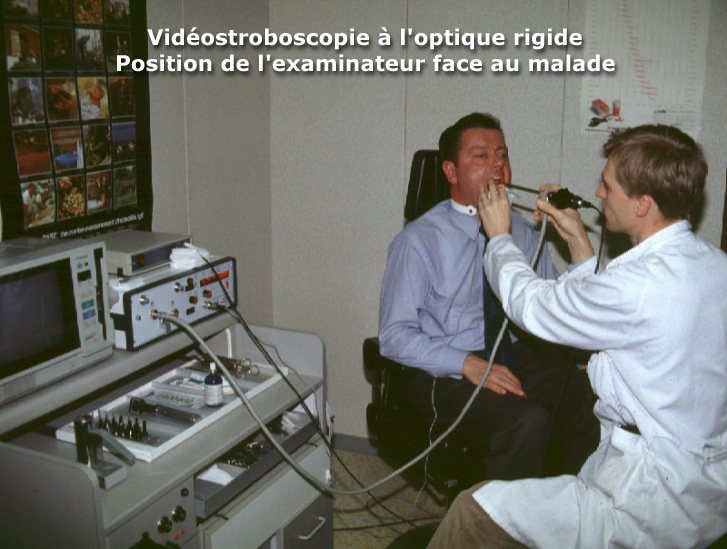 Vidéostroboscopie à l'optique rigide
Position de l'examinateur face au malade